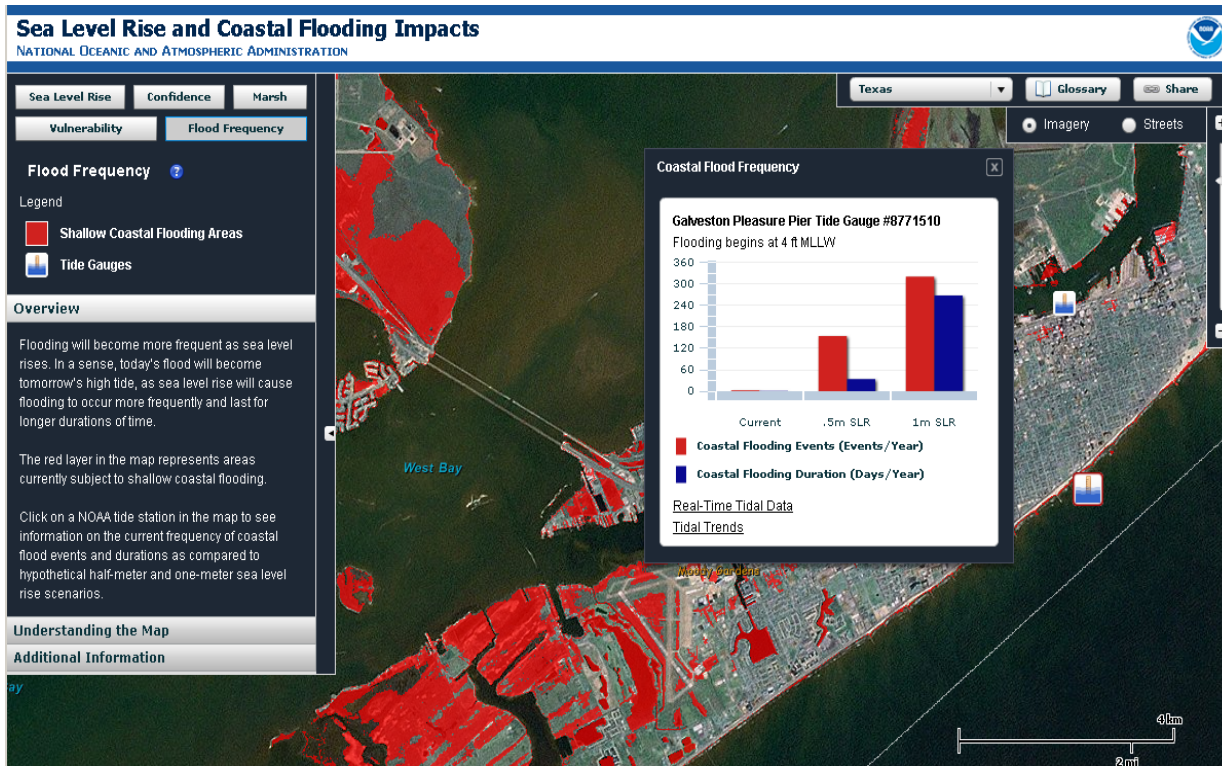 Sea Level Rise and Coastal Flooding Impacts
NATIONAL OCEANIC AND ATMOSPHERIC ADMINISTRATION
NOAA
Sea Level Rise
Confidence
Marsh
Vulnerability
Flood Frequency
Flood Frequency ?
Legend
Shallow Coastal Flooding Areas
Tide Gauges
Overview
Flooding will become more frequent as sea level
rises. In a sense, today's flood will become
tomorrow's high tide, as sea level rise will cause
flooding to occur more frequently and last for
longer durations of time.
The red layer in the map represents areas
currently subject to shallow coastal flooding.
Click on a NOAA tide station in the map to see
information on the current frequency of coastal
flood events and durations as compared to
hypothetical half-meter and one-meter sea level
rise scenarios.
Understanding the Map
Additional Information
Texas
Glossary
Share
Imagery
Streets
Coastal Flood Frequency
X
Galveston Pleasure Pier Tide Gauge #8771510
Flooding begins at 4 ft MLLW
360
300
240
180
120
60
0
Current
.5m SLR
1m SLR
Coastal Flooding Events (Events/Year)
Coastal Flooding Duration (Days/Year)
Real-Time Tidal Data
Tidal Trends
West Bay
Moody Gardens
ay
4 km
2 mi